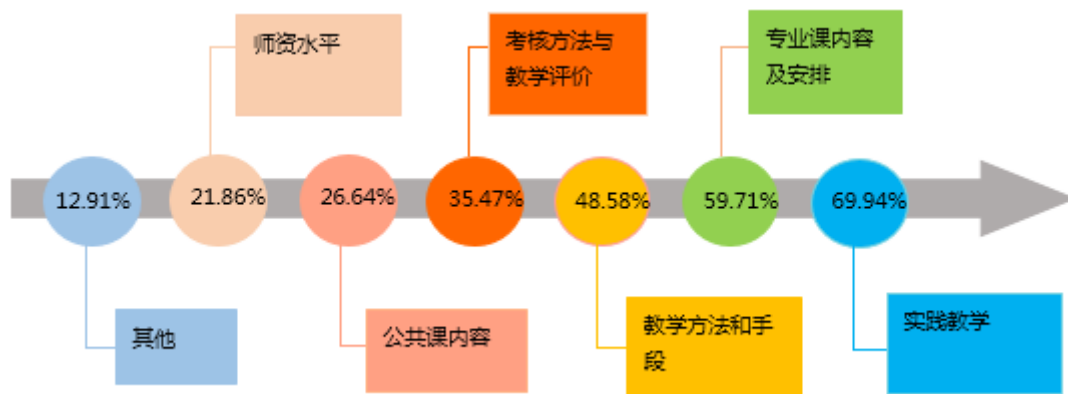 师资水平
考核方法与
教学评价
专业课内容
及安排
12.91%
21.86%
26.64%
35.47%
48.58%
59.71%
69.94%
其他
公共课内容
教学方法和手
段
实践教学